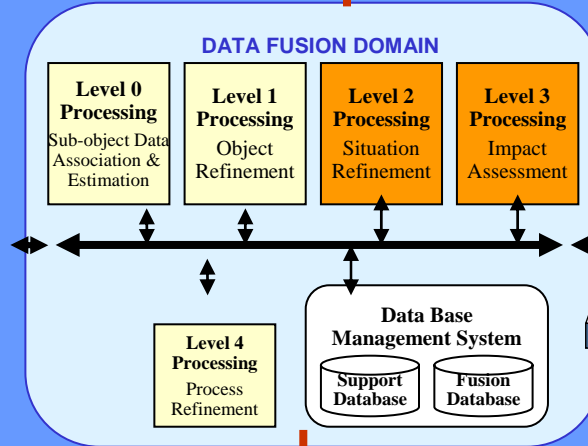 DATA FUSION DOMAIN
Level 0
Processing
Sub-object Data
Association &
Estimation
Level 1
Processing
Object
Refinement
Level 2
Processing
Situation
Refinement
Level 3
Processing
Impact
Assessment
Level 4
Processing
Process
Refinement
Data Base
Management System
Support
Database
Fusion
Database